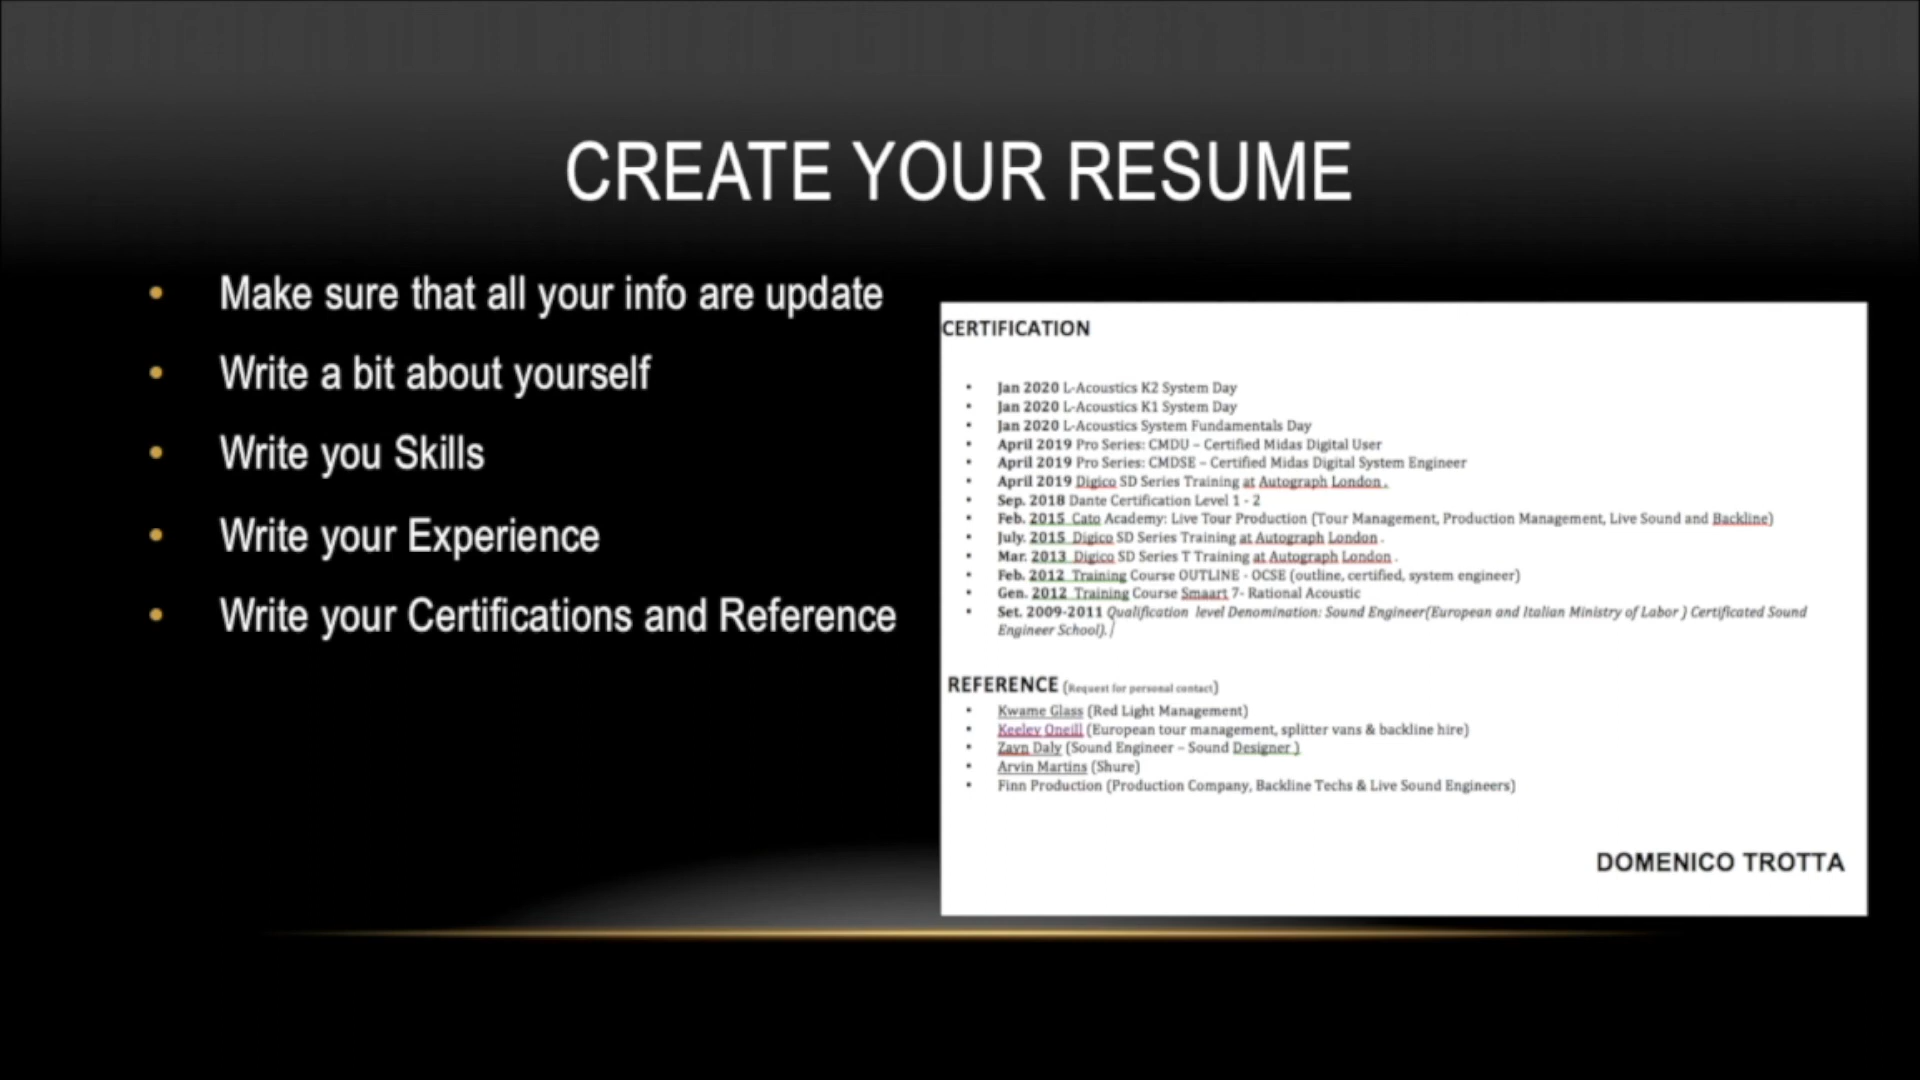 CREATE YOUR RESUME
• Make sure that all your info are update
• Write a bit about yourself
• Write you Skills
• Write your Experience
• Write your Certifications and Reference
CERTIFICATION
• Jan 2020 L-Acoustics K2 System Day
• Jan 2020 L-Acoustics K1 System Day
• Jan 2020 L-Acoustics System Fundamentals Day
• April 2019 Pro Series: CMDU – Certified Midas Digital User
• April 2019 Pro Series: CMDSE – Certified Midas Digital System Engineer
• April 2019 Digico SD Series Training at Autograph London .
• Sep. 2018 Dante Certification Level 1 - 2
• Feb. 2015 Cato Academy: Live Tour Production (Tour Management, Production Management, Live Sound and Backline)
• July. 2015 Digico SD Series Training at Autograph London .
• Mar. 2013 Digico SD Series T Training at Autograph London .
• Feb. 2012 Training Course OUTLINE - OCSE (outline, certified, system engineer)
• Gen. 2012 Training Course Smaart 7- Rational Acoustic
• Set. 2009-2011 Qualification level Denomination: Sound Engineer(European and Italian Ministry of Labor ) Certificated Sound
Engineer School).
REFERENCE (Request for personal contact)
• Kwame Glass (Red Light Management)
• Keeley Oneill (European tour management, splitter vans & backline hire)
• Zayn Daly (Sound Engineer – Sound Designer )
• Arvin Martins (Shure)
• Finn Production (Production Company, Backline Techs & Live Sound Engineers)
DOMENICO TROTTA